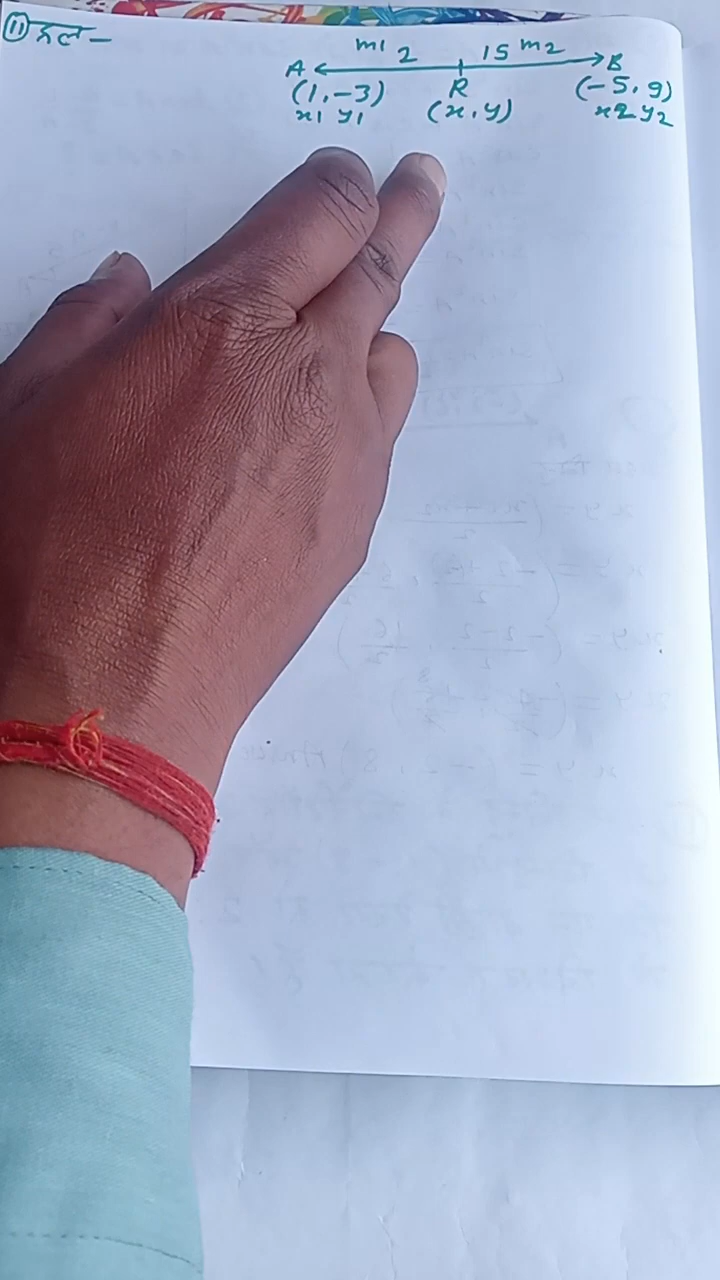 11 हल -
m1 2 15 m2
A R B
(1, -3) (x, y) (-5, 9)
x1 y1 x2 y2